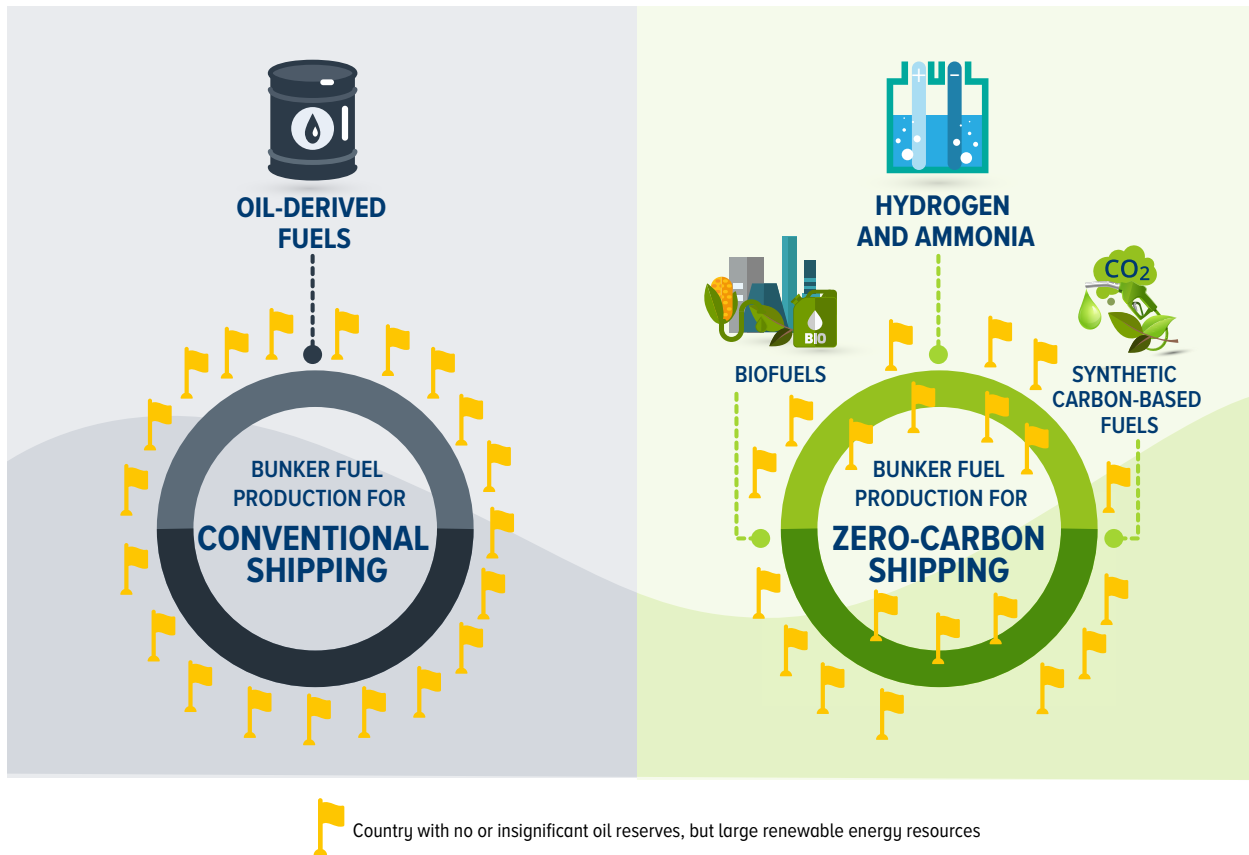 OIL-DERIVED
FUELS
BUNKER FUEL
PRODUCTION FOR
CONVENTIONAL
SHIPPING
+ −
HYDROGEN
AND AMMONIA
BIO
BIOFUELS
CO₂
SYNTHETIC
CARBON-BASED
FUELS
BUNKER FUEL
PRODUCTION FOR
ZERO-CARBON
SHIPPING
Country with no or insignificant oil reserves, but large renewable energy resources